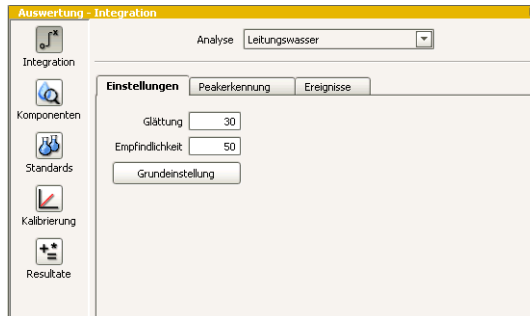 Auswertung - Integration
Integration
Komponenten
Standards
Kalibrierung
Resultate
Analyse Leitungswasser
Einstellungen Peakerkennung Ereignisse
Glättung 30
Empfindlichkeit 50
Grundeinstellung